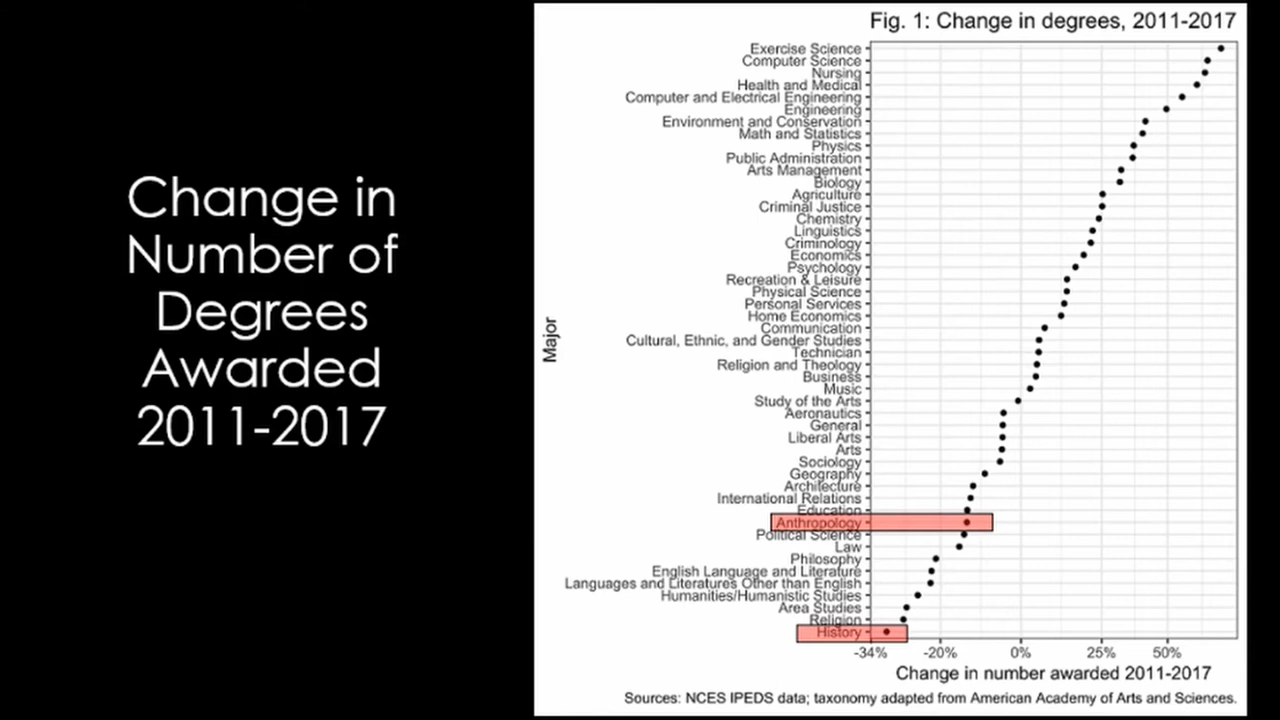 Change in
Number of
Degrees
Awarded
2011-2017
Fig. 1: Change in degrees, 2011-2017
Major
Exercise Science
Computer Science
Nursing
Health and Medical
Computer and Electrical Engineering
Engineering
Environment and Conservation
Math and Statistics
Physics
Public Administration
Arts Management
Biology
Agriculture
Criminal Justice
Chemistry
Linguistics
Criminology
Economics
Psychology
Recreation & Leisure
Physical Science
Personal Services
Home Economics
Communication
Cultural, Ethnic, and Gender Studies
Technician
Religion and Theology
Business
Music
Study of the Arts
Aeronautics
General
Liberal Arts
Arts
Sociology
Geography
Architecture
International Relations
Education
Anthropology
Political Science
Law
Philosophy
English Language and Literature
Languages and Literatures Other than English
Humanities/Humanistic Studies
Area Studies
Religion
History
-34% -20% 0% 25% 50%
Change in number awarded 2011-2017
Sources: NCES IPEDS data; taxonomy adapted from American Academy of Arts and Sciences.